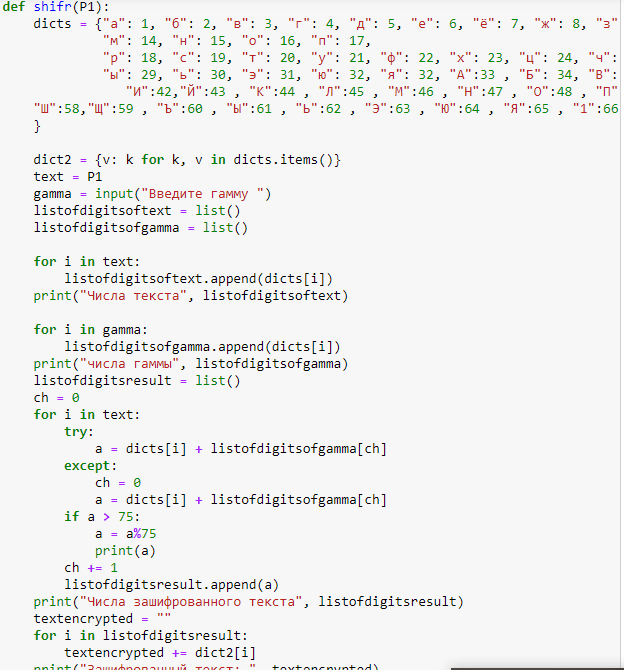 def shifr(P1):
    dicts = {"а": 1, "б": 2, "в": 3, "г": 4, "д": 5, "е": 6, "ё": 7, "ж": 8, "з"
             "м": 14, "н": 15, "о": 16, "п": 17,
             "р": 18, "с": 19, "т": 20, "у": 21, "ф": 22, "х": 23, "ц": 24, "ч":
             "ы": 29, "ь": 30, "э": 31, "ю": 32, "я": 32, "А":33 , "Б": 34, "В":
                "И":42,"Й":43 , "К":44 , "Л":45 , "М":46 , "Н":47 , "О":48 , "П"
    "Ш":58,"Щ":59 , "Ъ":60 , "Ы":61 , "Ь":62 , "Э":63 , "Ю":64 , "Я":65 , "1":66
    }
    dict2 = {v: k for k, v in dicts.items()}
    text = P1
    gamma = input("Введите гамму ")
    listofdigitsoftext = list()
    listofdigitsofgamma = list()
    for i in text:
        listofdigitsoftext.append(dicts[i])
    print("Числа текста", listofdigitsoftext)
    for i in gamma:
        listofdigitsofgamma.append(dicts[i])
    print("числа гаммы", listofdigitsofgamma)
    listofdigitsresult = list()
    ch = 0
    for i in text:
        try:
            a = dicts[i] + listofdigitsofgamma[ch]
        except:
            ch = 0
            a = dicts[i] + listofdigitsofgamma[ch]
        if a > 75:
            a = a%75
            print(a)
        ch += 1
        listofdigitsresult.append(a)
    print("Числа зашифрованного текста", listofdigitsresult)
    textencrypted = ""
    for i in listofdigitsresult:
        textencrypted += dict2[i]
    print("Зашифрованный текст: ", textencrypted)